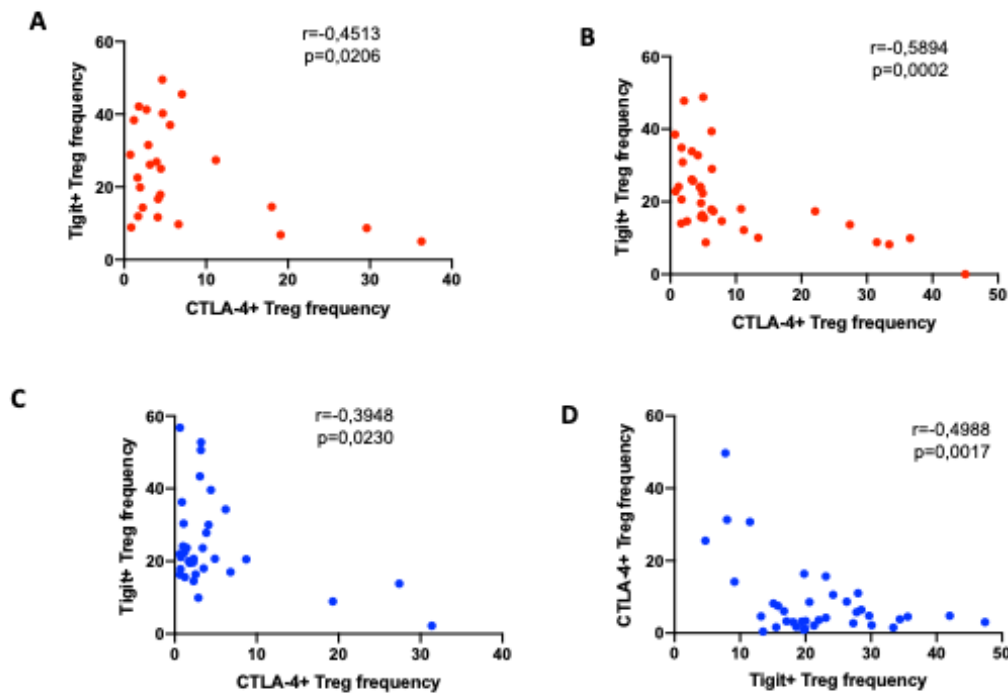 A
r=-0,4513
p=0,0206
60
40
20
0
Tigit+ Treg frequency
0 10 20 30 40
CTLA-4+ Treg frequency
B
r=-0,5894
p=0,0002
80
60
40
20
0
Tigit+ Treg frequency
0 10 20 30 40 50
CTLA-4+ Treg frequency
C
r=-0,3948
p=0,0230
60
40
20
0
Tigit+ Treg frequency
0 10 20 30 40
CTLA-4+ Treg frequency
D
r=-0,4988
p=0,0017
60
40
20
0
CTLA-4+ Treg frequency
0 10 20 30 40 50
Tigit+ Treg frequency